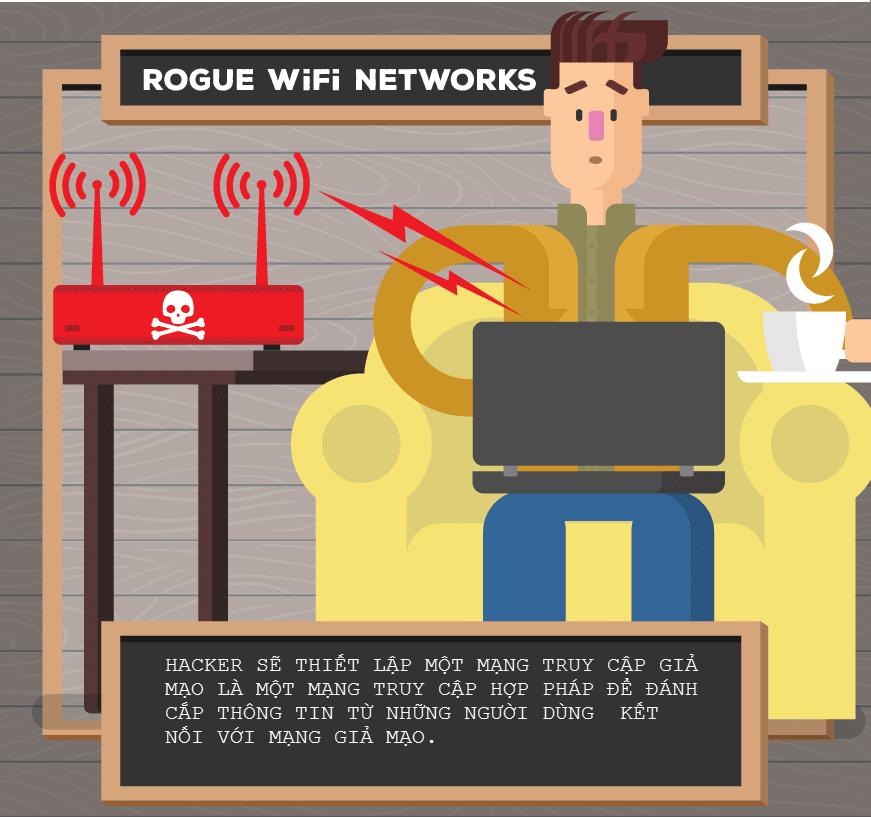 ROGUE WiFi NETWORKS
HACKER SẼ THIẾT LẬP MỘT MẠNG TRUY CẬP GIẢ
MẠO LÀ MỘT MẠNG TRUY CẬP HỢP PHÁP ĐỂ ĐÁNH
CẮP THÔNG TIN TỪ NHỮNG NGƯỜI DÙNG  KẾT
NỐI VỚI MẠNG GIẢ MẠO.